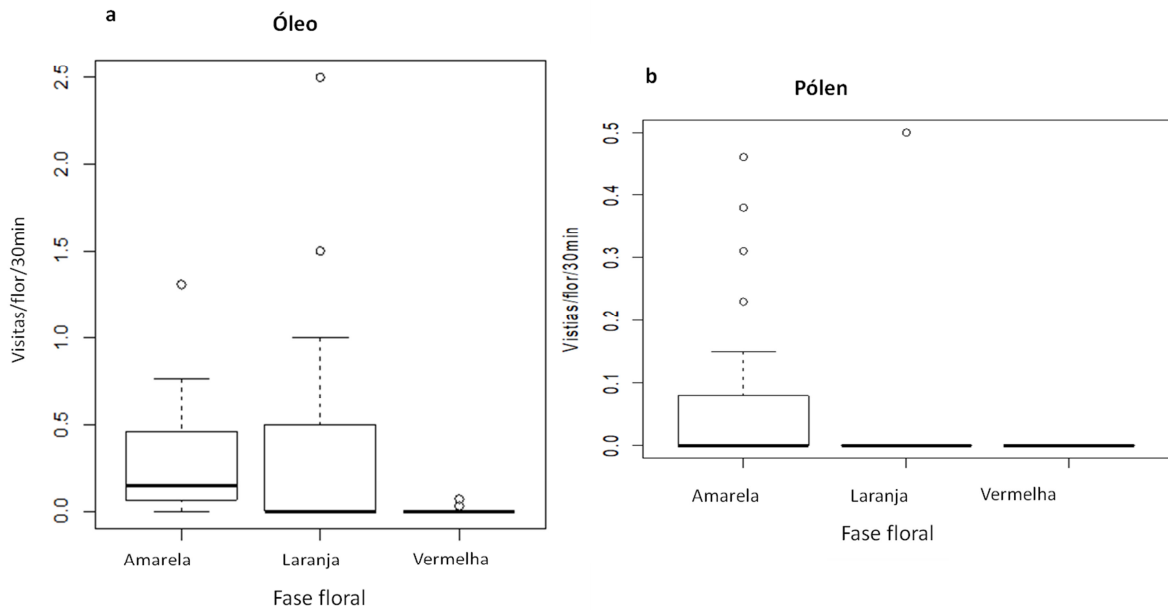 a
Óleo
Visitas/flor/30min
2.5
2.0
1.5
1.0
0.5
0.0
Amarela Laranja Vermelha
Fase floral
b
Pólen
Vistias/flor/30min
0.5
0.4
0.3
0.2
0.1
0.0
Amarela Laranja Vermelha
Fase floral